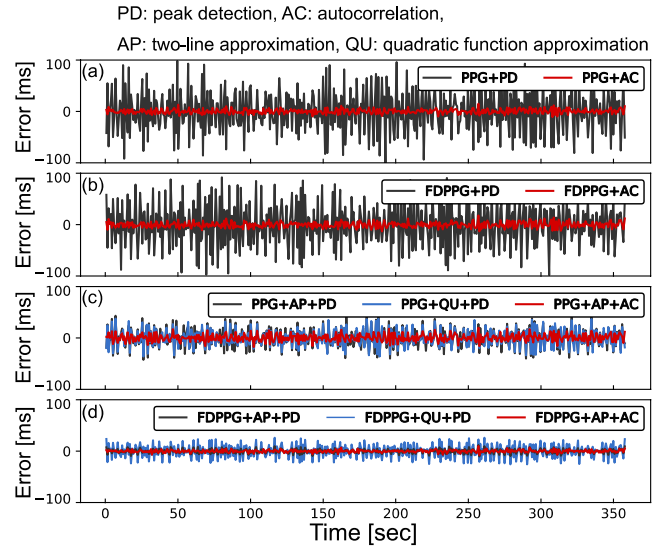 PD: peak detection, AC: autocorrelation,
AP: two-line approximation, QU: quadratic function approximation
100 (a) PPG+PD PPG+AC
Error [ms]
0
−100
100 (b) FDPPG+PD FDPPG+AC
Error [ms]
0
−100
100 (c) PPG+AP+PD PPG+QU+PD PPG+AP+AC
Error [ms]
0
−100
100 (d) FDPPG+AP+PD FDPPG+QU+PD FDPPG+AP+AC
Error [ms]
0
−100
0 50 100 150 200 250 300 350
Time [sec]